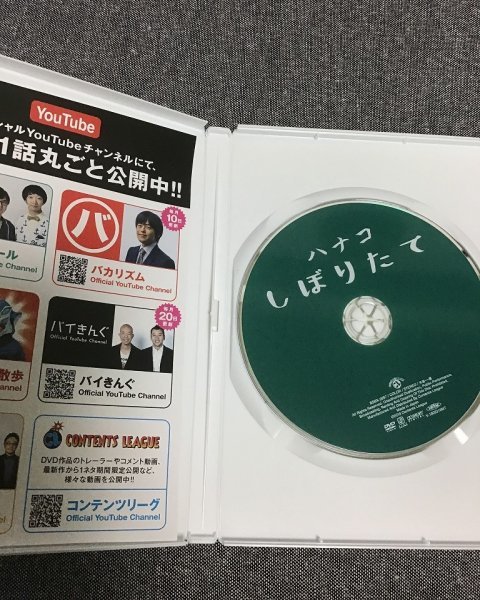 YouTube
ャルYouTubeチャンネルにて、
1話丸ごと公開中!!
毎月
10日
更新
バ
ール
Channel
バカリズム
Official YouTube Channel
毎月
20日
更新
バイきんぐ
Official YouTube Channel
散歩
Channel
バイきんぐ
Official YouTube Channel
CONTENTS LEAGUE
DVD作品のトレーラーやコメント動画、
最新作から1ネタ期間限定公開など、
様々な動画を公開中!!
コンテンツリーグ
Official YouTube Channel
ハナコ
しぼりたて
DVD